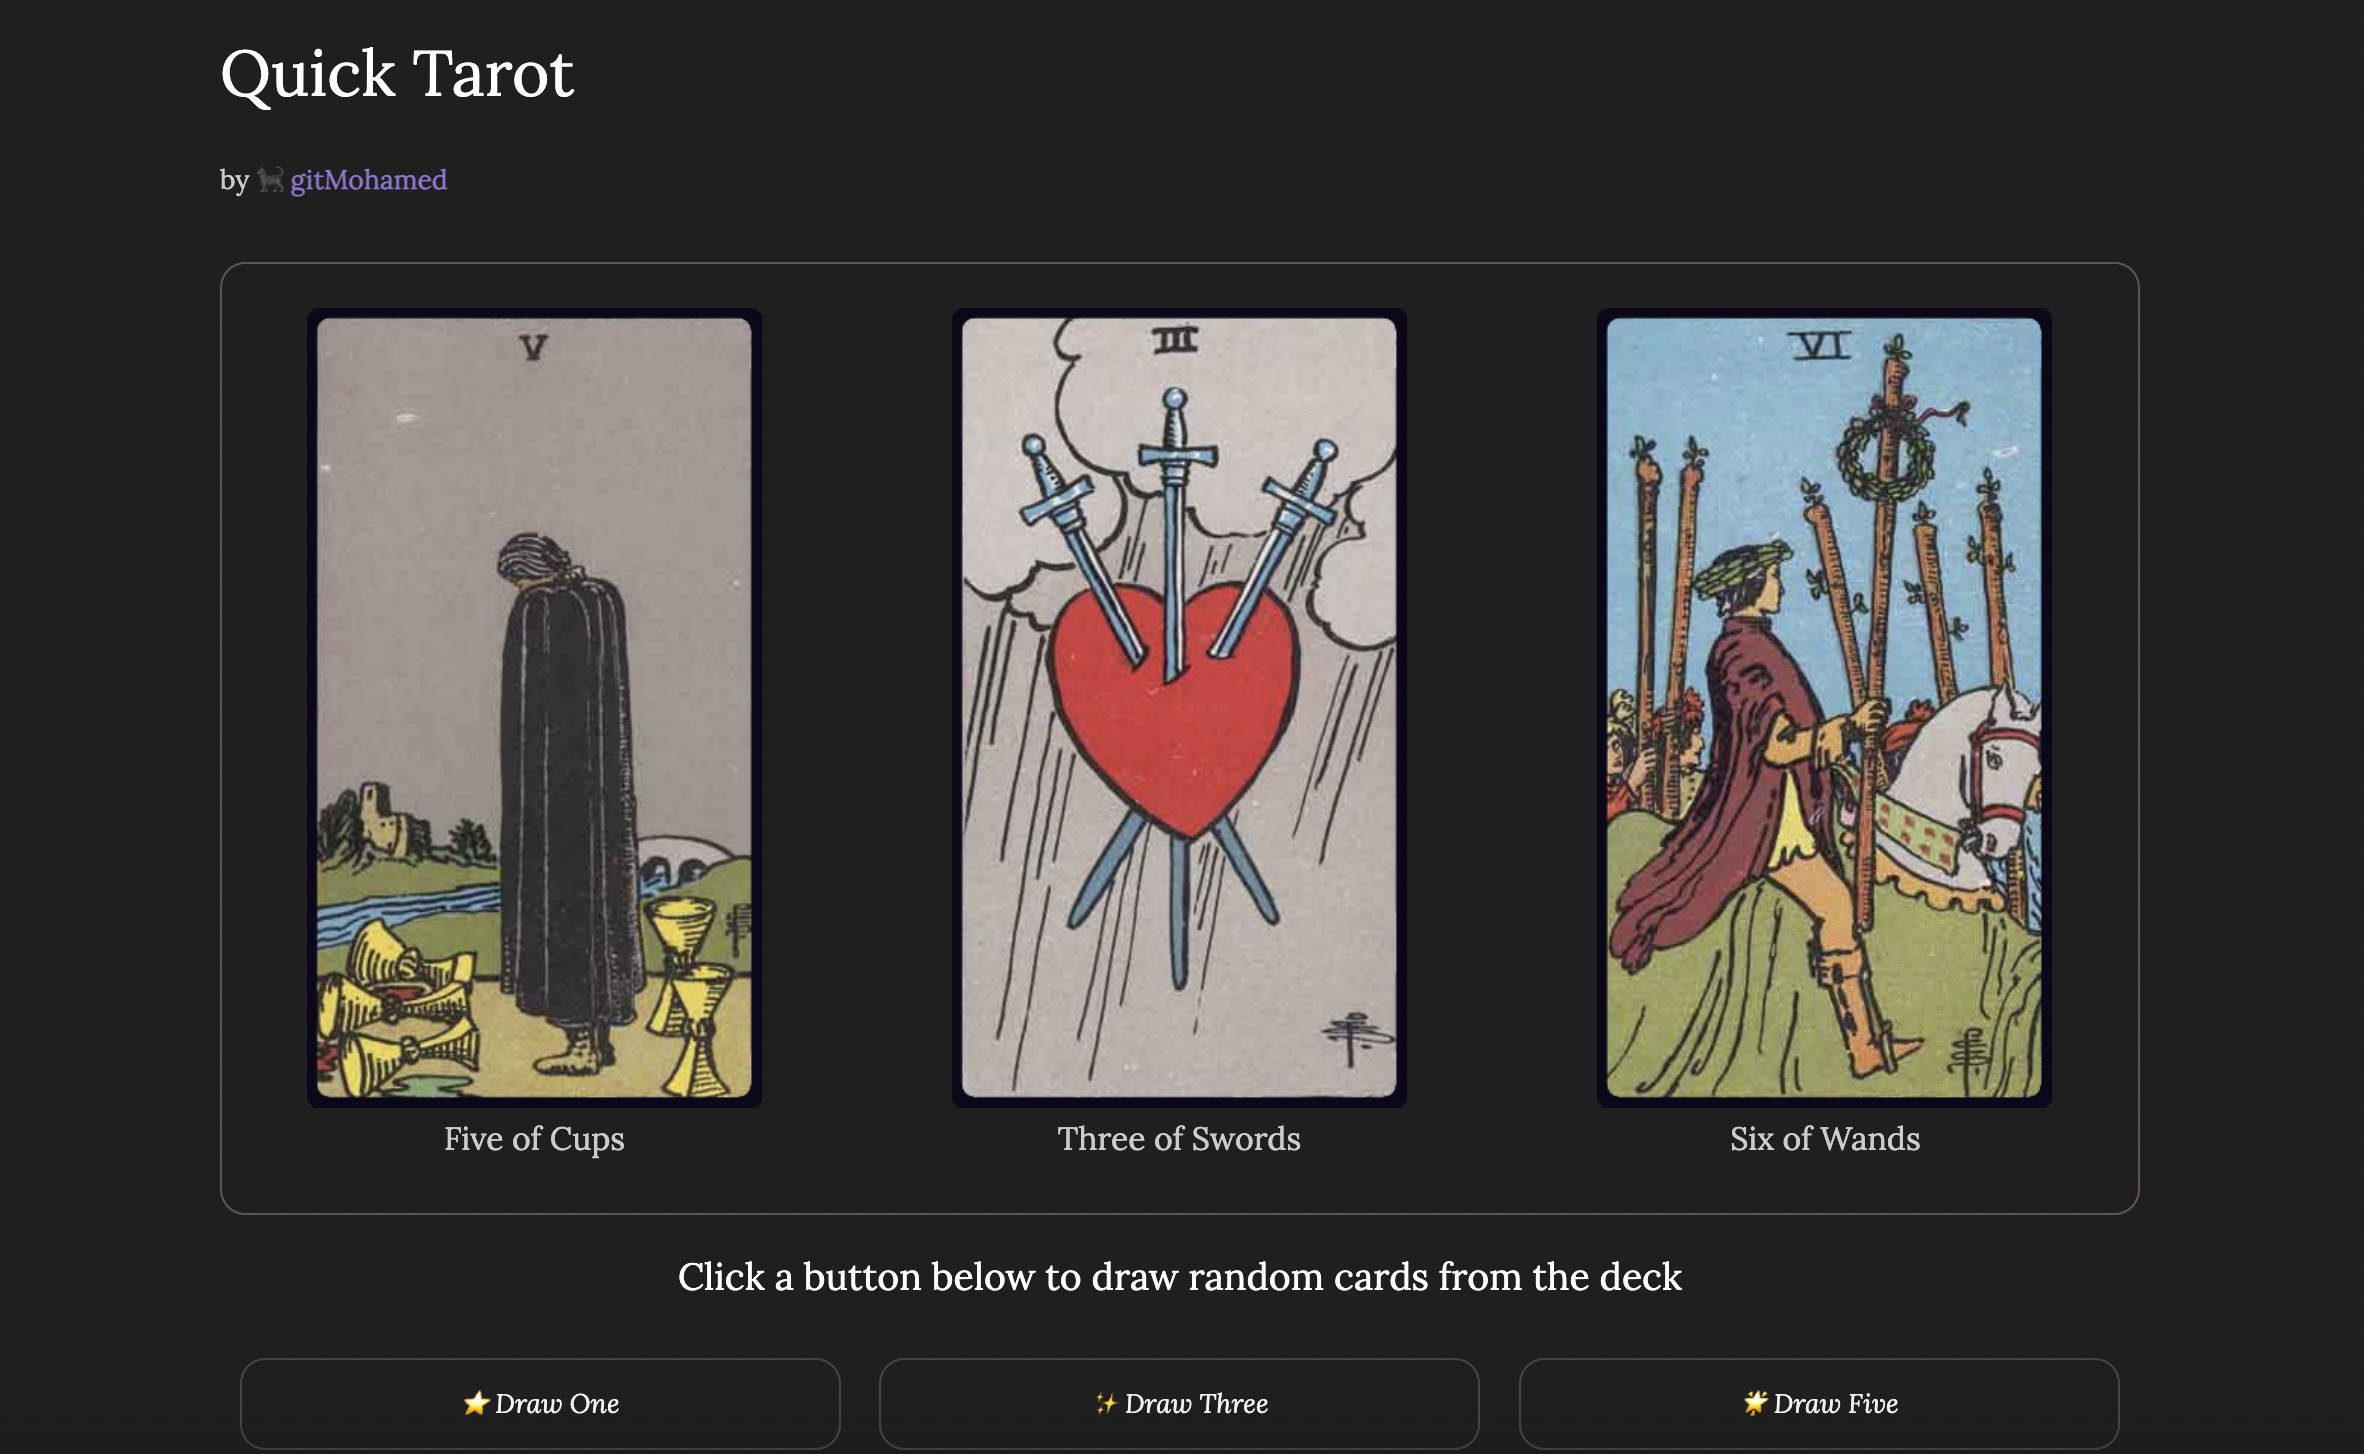 Quick Tarot
by gitMohamed
V
III
VI
Five of Cups
Three of Swords
Six of Wands
Click a button below to draw random cards from the deck
Draw One
Draw Three
Draw Five